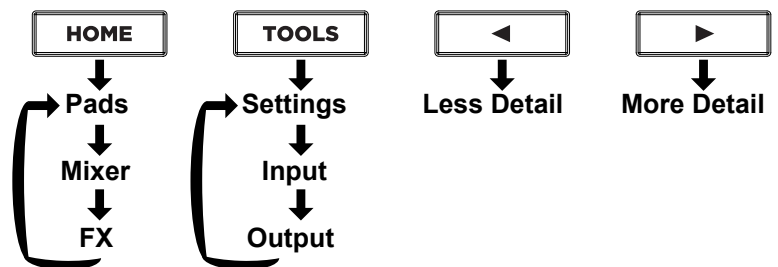 HOME TOOLS ◄ ►
Pads Settings Less Detail More Detail
Mixer Input
FX Output